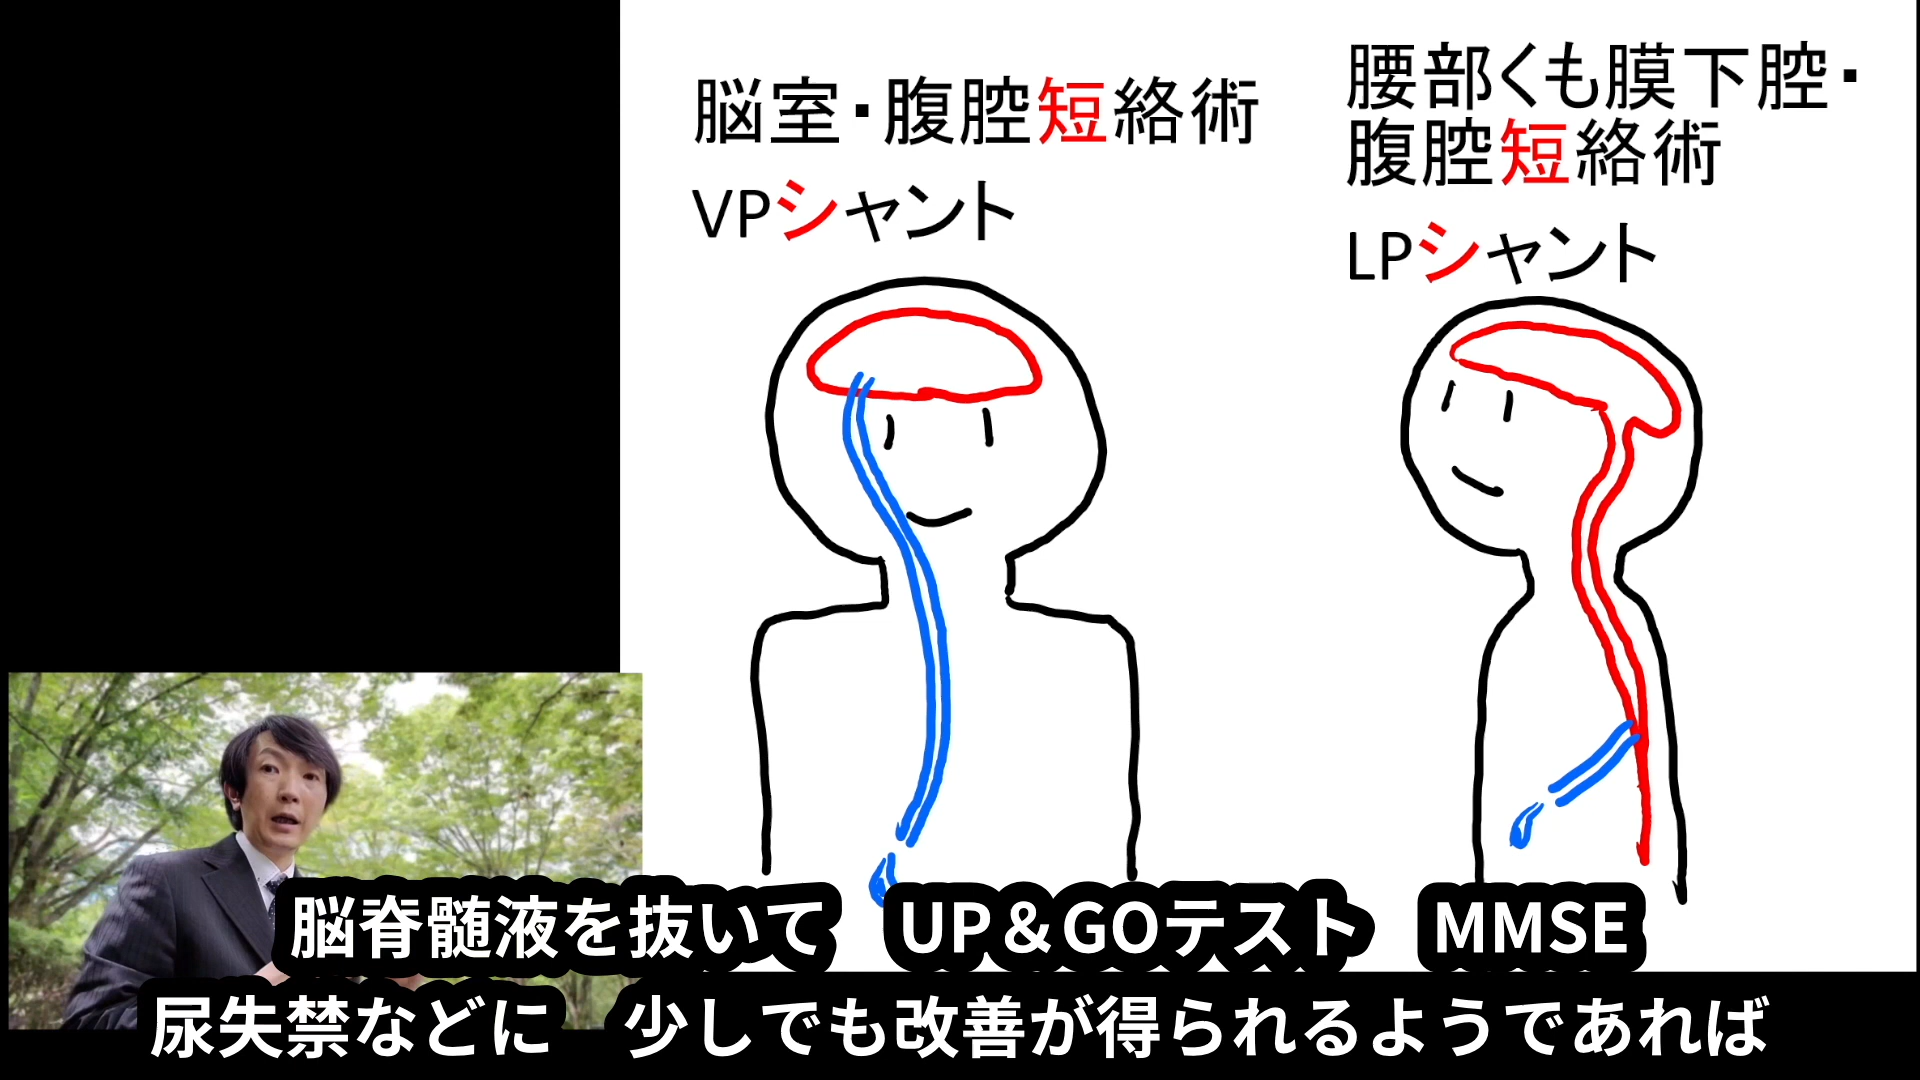 脳室・腹腔短絡術
VPシャント
腰部くも膜下腔・
腹腔短絡術
LPシャント
脳脊髄液を抜いて　UP&GOテスト　MMSE
尿失禁などに　少しでも改善が得られるようであれば